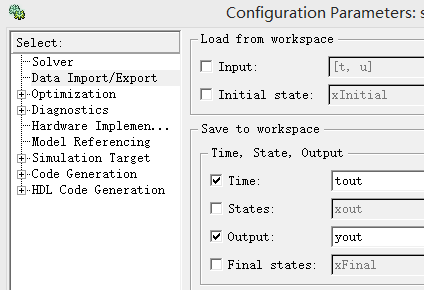 Configuration Parameters: s
Select:
Solver
Data Import/Export
Optimization
Diagnostics
Hardware Implemen...
Model Referencing
Simulation Target
Code Generation
HDL Code Generation
Load from workspace
Input: [t, u]
Initial state: xInitial
Save to workspace
Time, State, Output
Time: tout
States: xout
Output: yout
Final states: xFinal